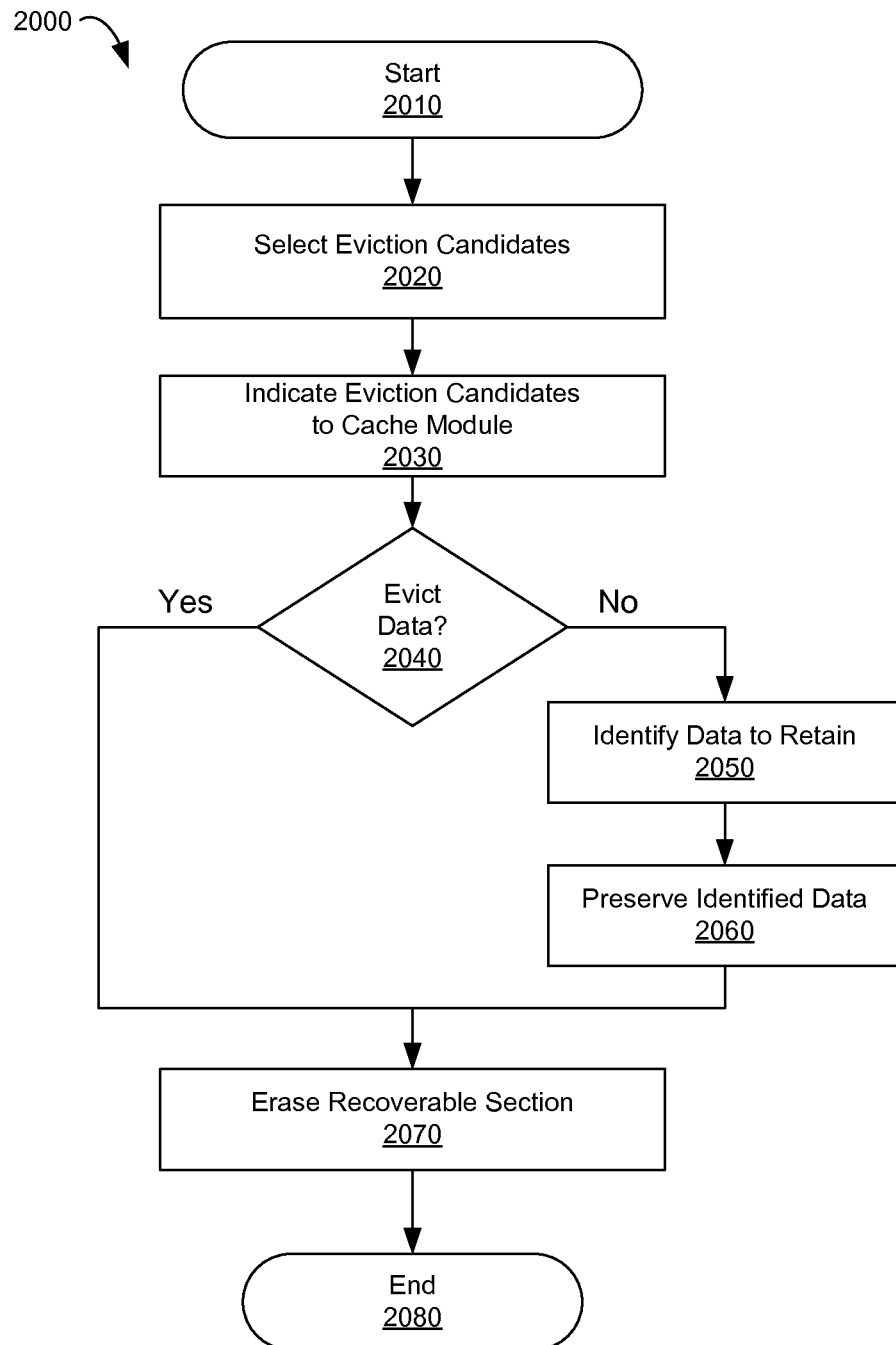 2000
Start
2010
Select Eviction Candidates
2020
Indicate Eviction Candidates
to Cache Module
2030
Yes
Evict
Data?
2040
No
Identify Data to Retain
2050
Preserve Identified Data
2060
Erase Recoverable Section
2070
End
2080